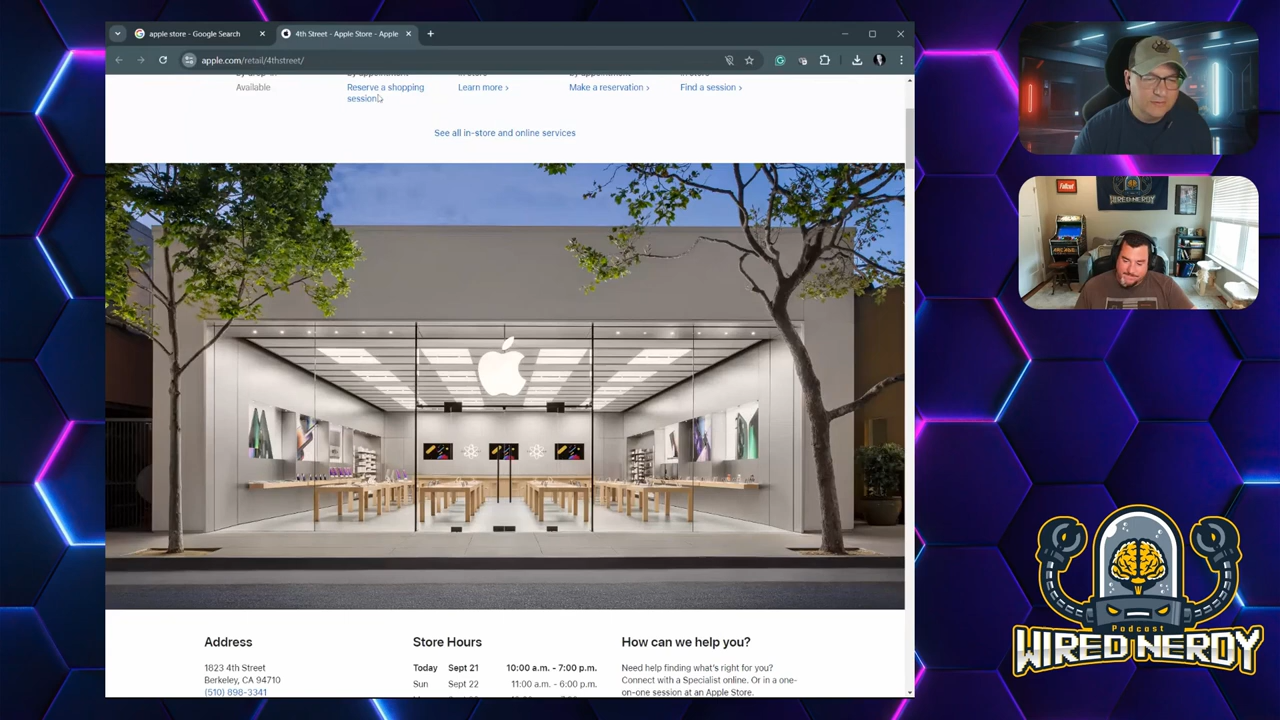 apple store - Google Search
4th Street - Apple Store - Apple
apple.com/retail/4thstreet/
Available
Reserve a shopping
session
Learn more >
Make a reservation >
Find a session >
See all in-store and online services
Address
1823 4th Street
Berkeley, CA 94710
(510) 898-3341
Store Hours
Today Sept 21 10:00 a.m. - 7:00 p.m.
Sun Sept 22 11:00 a.m. - 6:00 p.m.
How can we help you?
Need help finding what's right for you?
Connect with a Specialist online. Or in a one-
on-one session at an Apple Store.
Fallout
WIRED NERDY
ARCADE
Podcast
WIRED NERDY